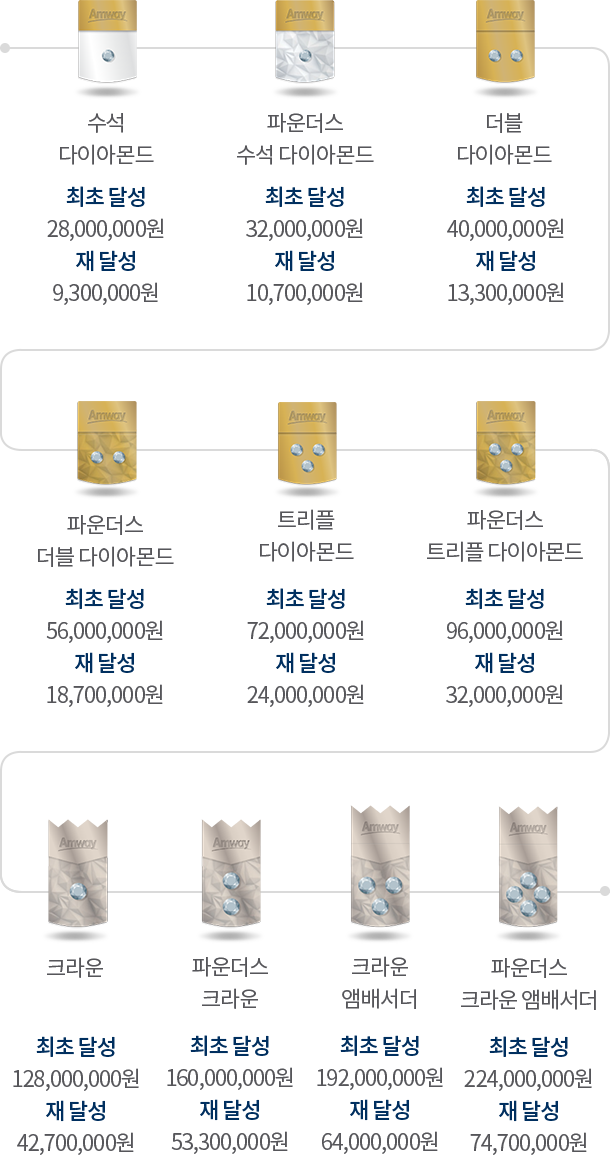 Amway
Amway
Amway
수석
다이아몬드
최초 달성
28,000,000원
재 달성
9,300,000원
파운더스
수석 다이아몬드
최초 달성
32,000,000원
재 달성
10,700,000원
더블
다이아몬드
최초 달성
40,000,000원
재 달성
13,300,000원
Amway
Amway
Amway
파운더스
더블 다이아몬드
최초 달성
56,000,000원
재 달성
18,700,000원
트리플
다이아몬드
최초 달성
72,000,000원
재 달성
24,000,000원
파운더스
트리플 다이아몬드
최초 달성
96,000,000원
재 달성
32,000,000원
Amway
Amway
Amway
Amway
크라운
최초 달성
128,000,000원
재 달성
42,700,000원
파운더스
크라운
최초 달성
160,000,000원
재 달성
53,300,000원
크라운
앰배서더
최초 달성
192,000,000원
재 달성
64,000,000원
파운더스
크라운 앰배서더
최초 달성
224,000,000원
재 달성
74,700,000원